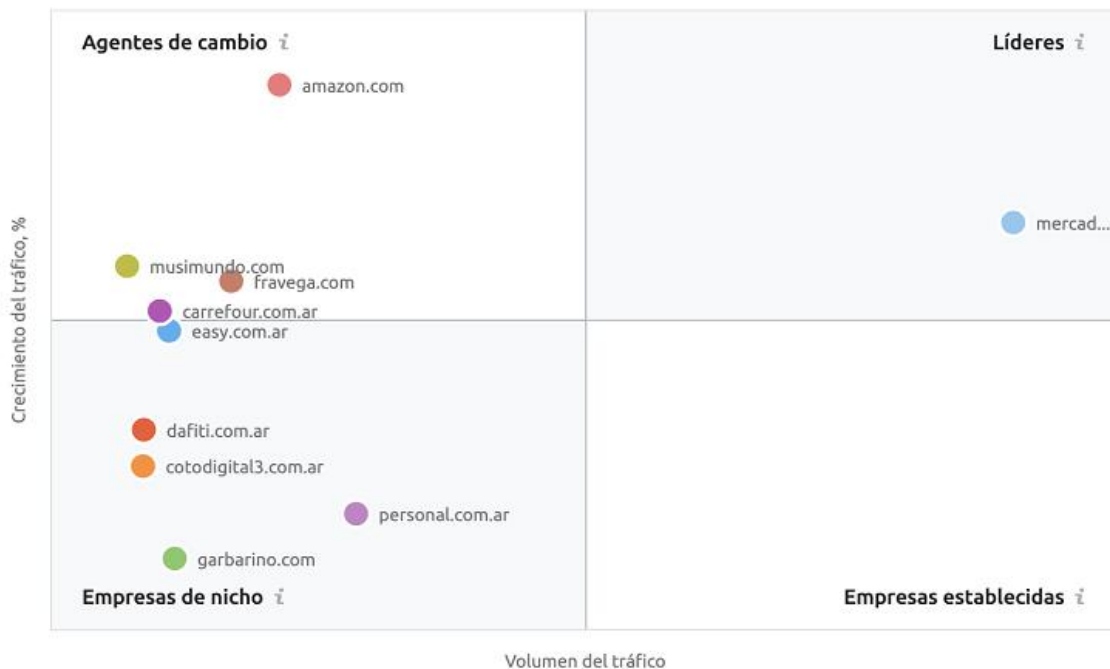 Agentes de cambio i
Líderes i
amazon.com
mercad...
musimundo.com
fravega.com
carrefour.com.ar
easy.com.ar
dafiti.com.ar
cotodigital3.com.ar
personal.com.ar
garbarino.com
Empresas de nicho i
Empresas establecidas i
Crecimiento del tráfico, %
Volumen del tráfico